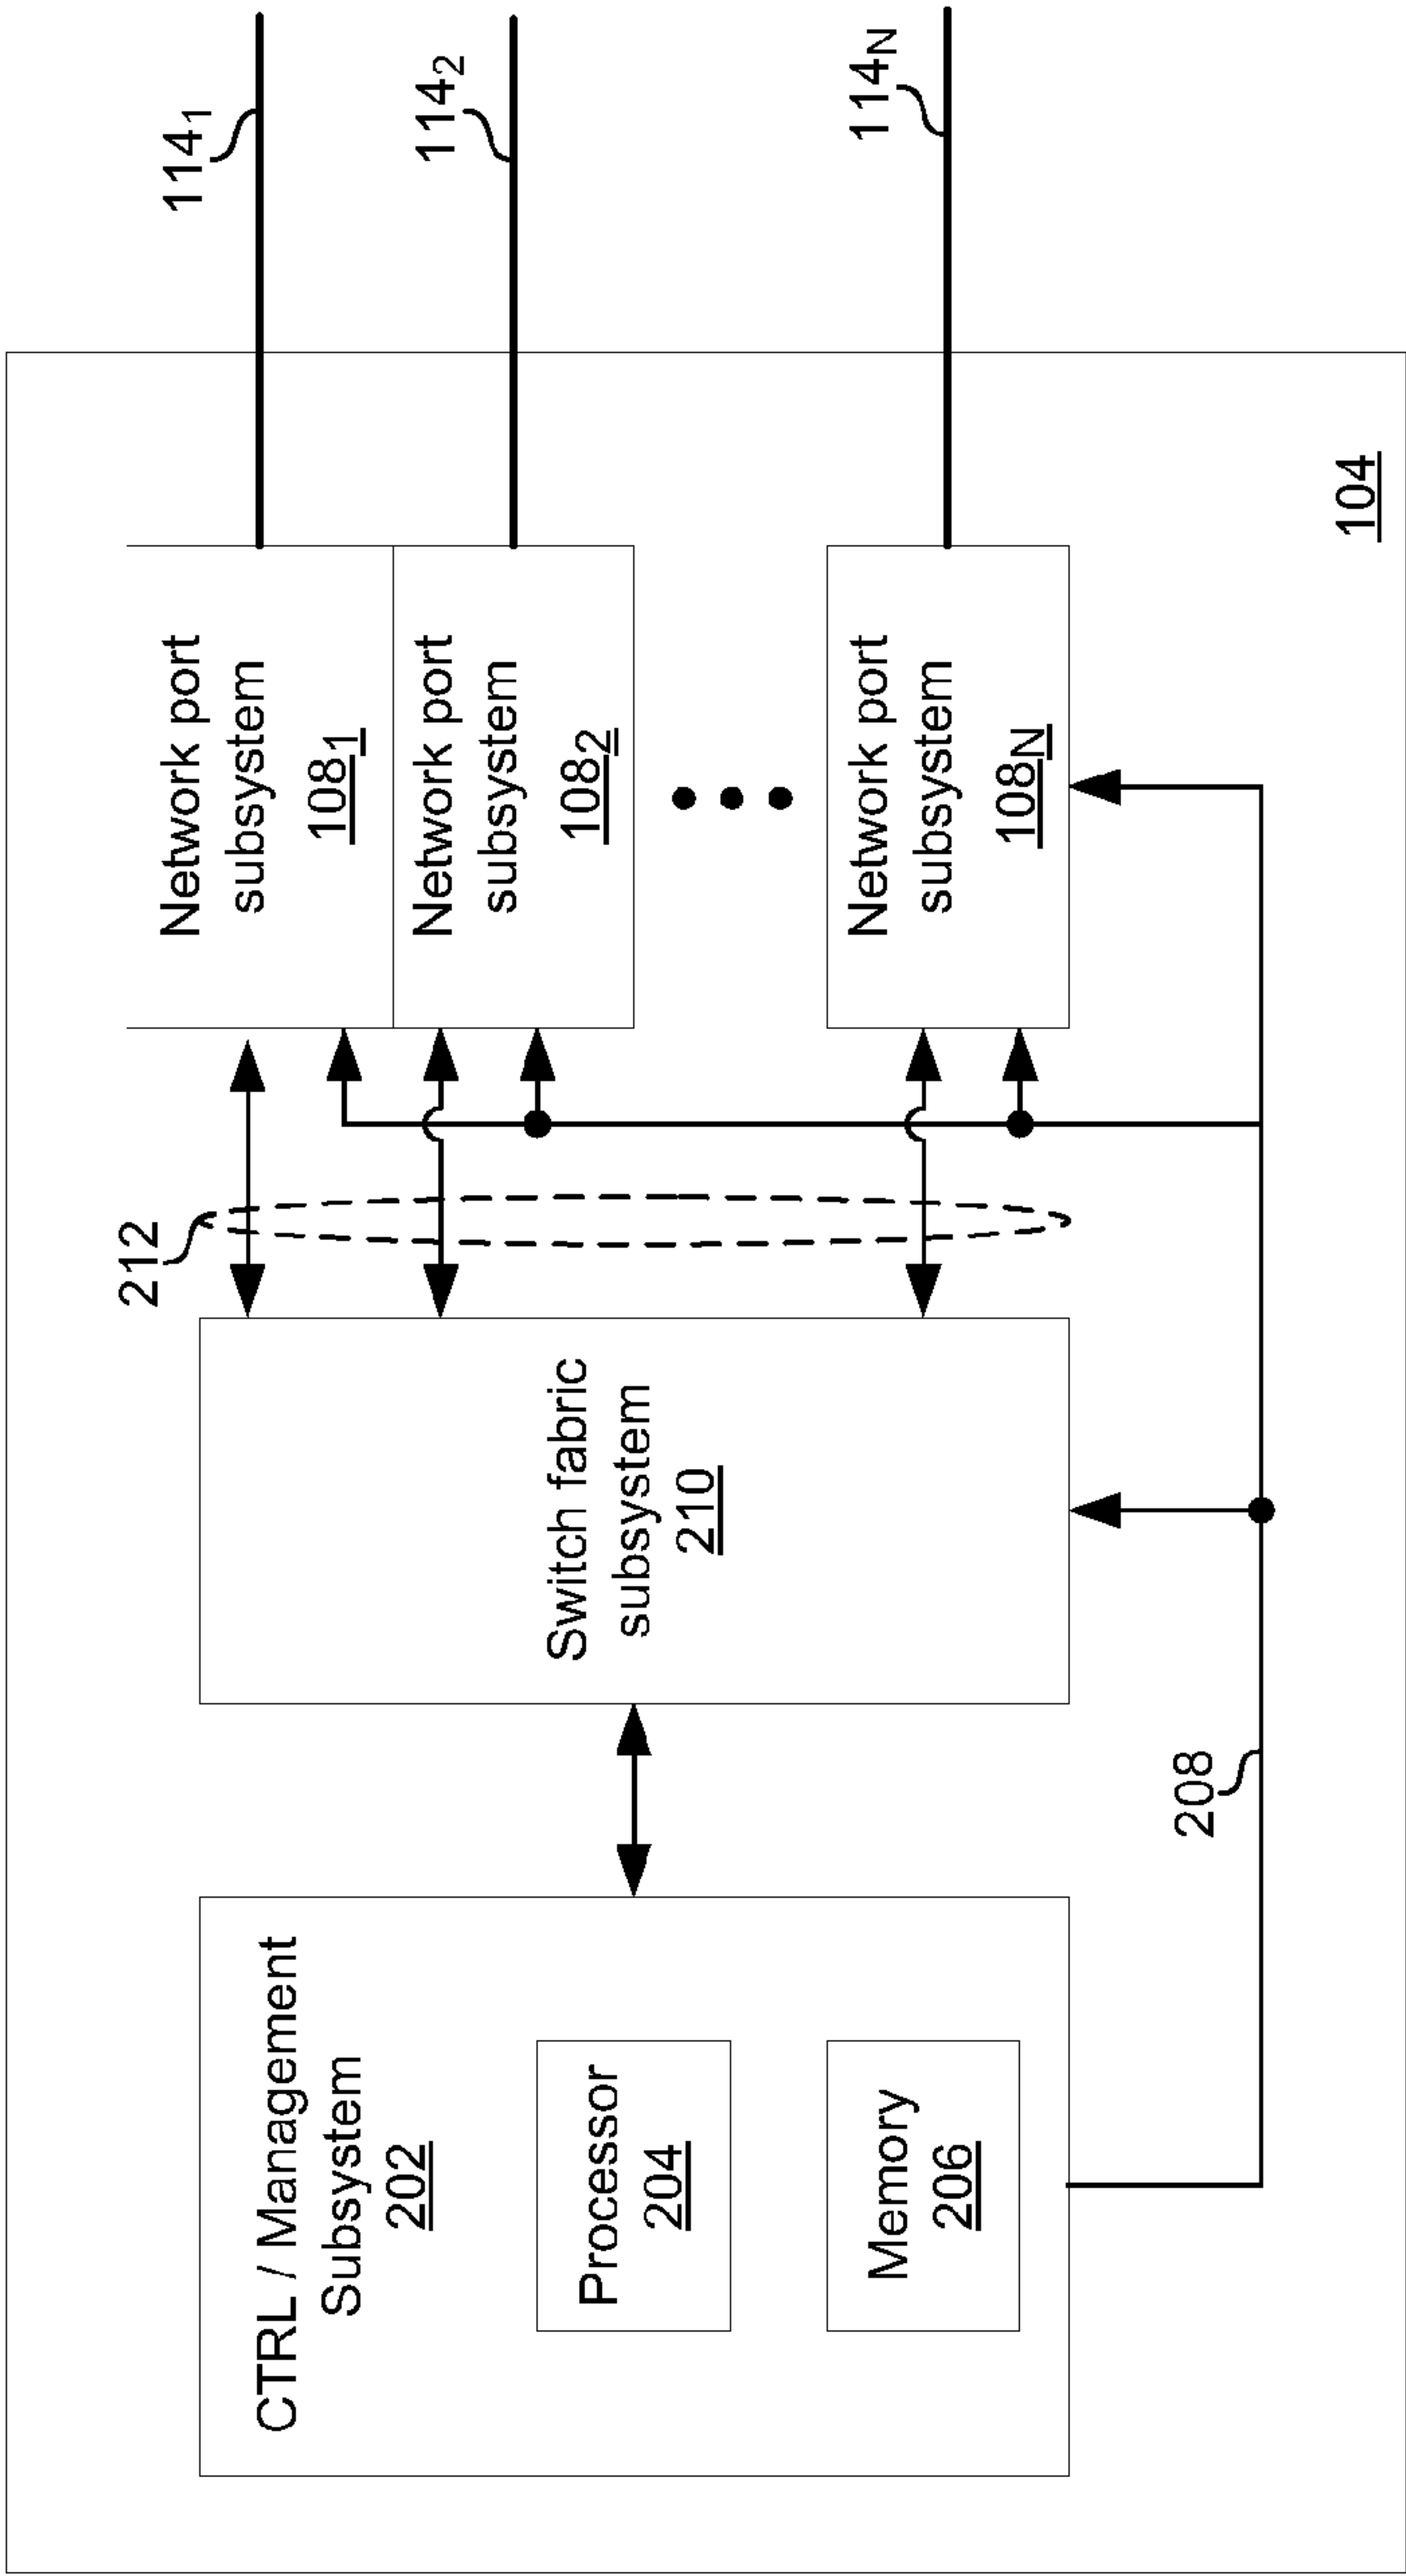 CTRL / Management
Subsystem
202
Processor
204
Memory
206
208
Switch fabric
subsystem
210
212
Network port
subsystem
108₁
Network port
subsystem
108₂
Network port
subsystem
108N
114₁
114₂
114N
104